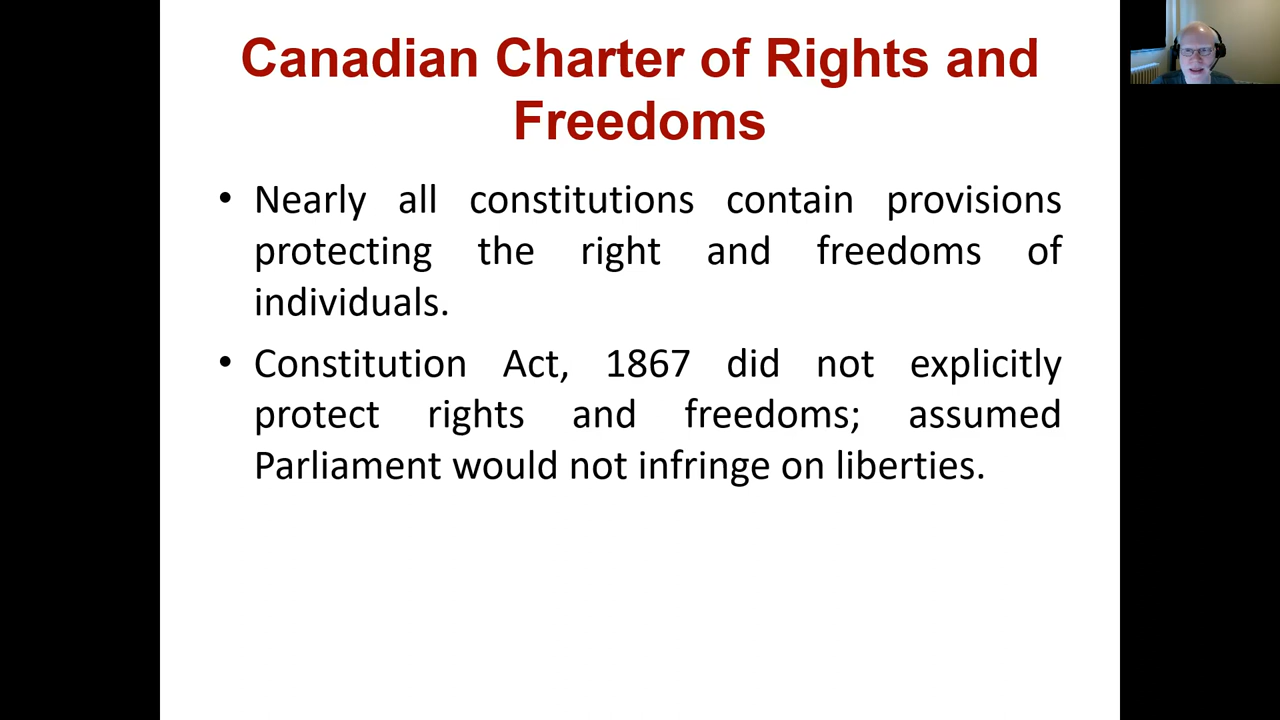 Canadian Charter of Rights and
Freedoms
• Nearly all constitutions contain provisions
protecting the right and freedoms of
individuals.
• Constitution Act, 1867 did not explicitly
protect rights and freedoms; assumed
Parliament would not infringe on liberties.